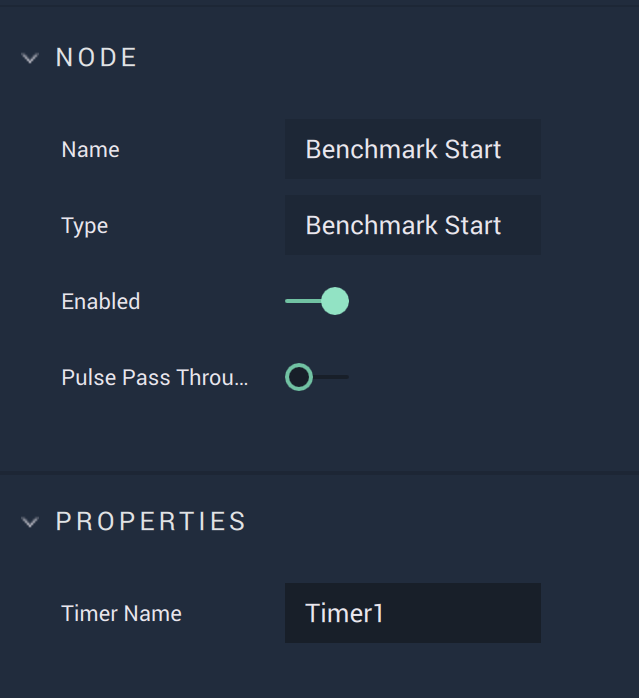 NODE
Name Benchmark Start
Type Benchmark Start
Enabled
Pulse Pass Throu...
PROPERTIES
Timer Name Timer1